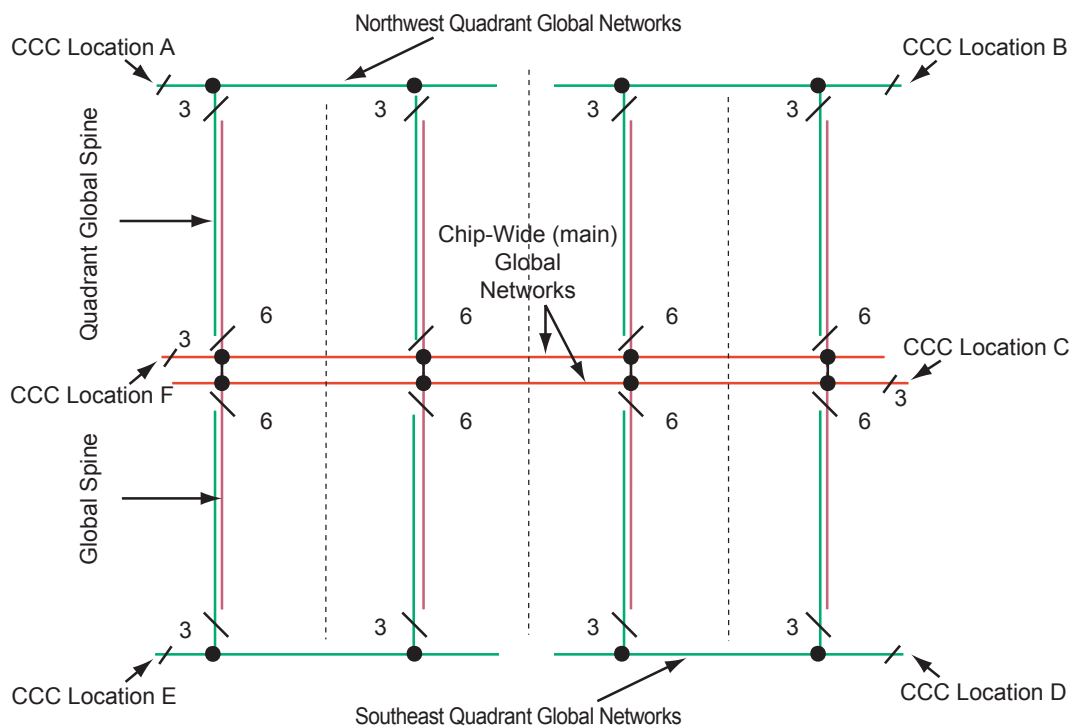 Northwest Quadrant Global Networks
CCC Location A
CCC Location B
3
3
3
3
Quadrant Global Spine
Chip-Wide (main)
Global
Networks
6
6
6
6
3
CCC Location C
CCC Location F
3
6
6
6
6
Global Spine
3
3
3
3
CCC Location E
CCC Location D
Southeast Quadrant Global Networks